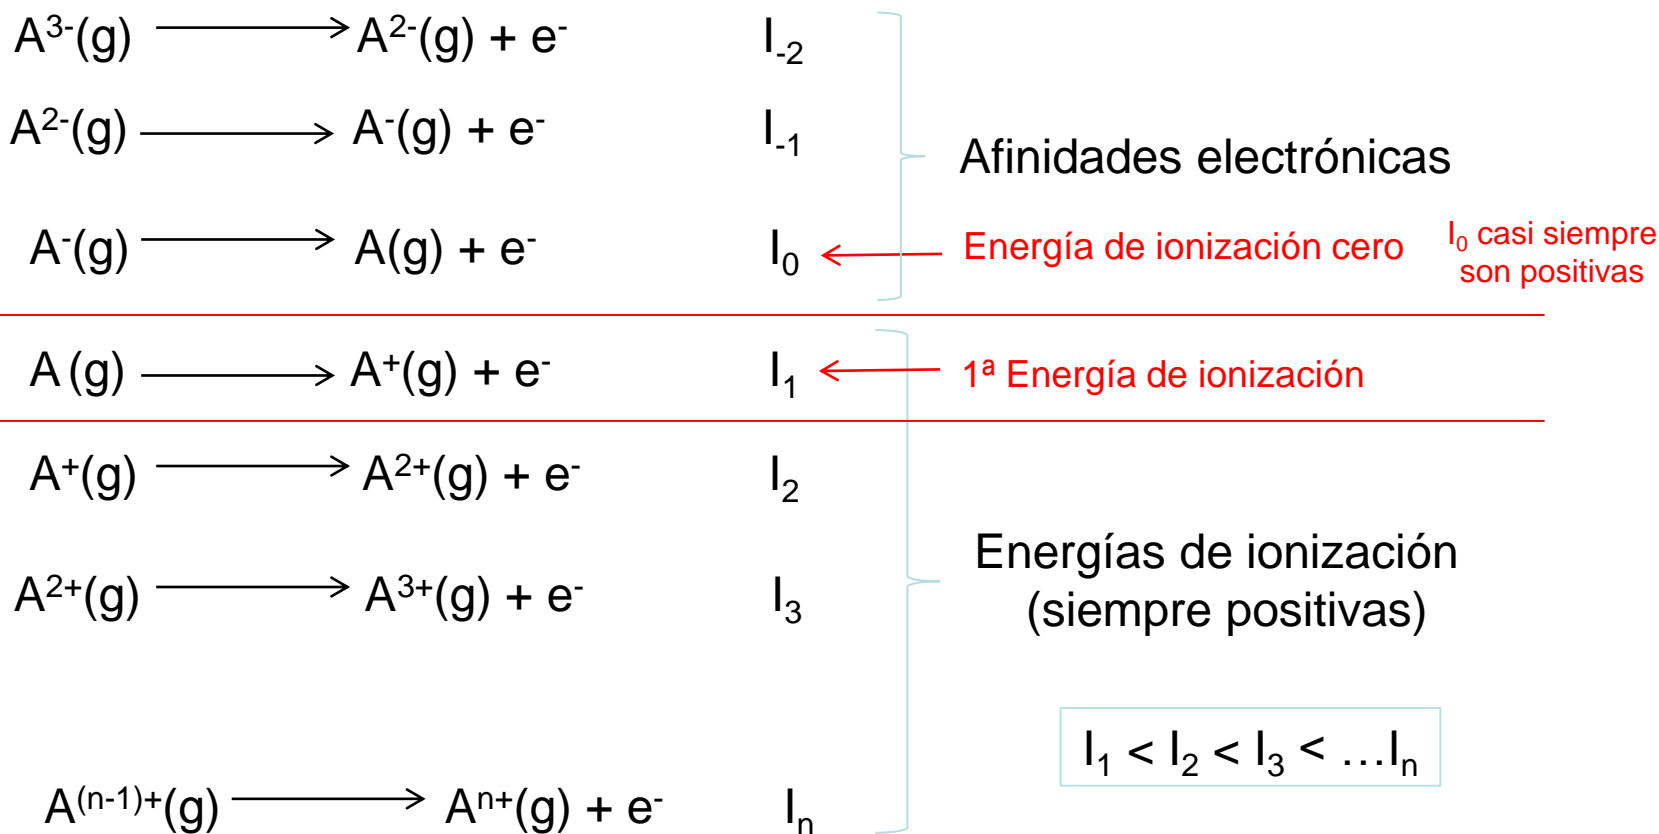 A³⁻(g) ⟶ A²⁻(g) + e⁻ I₋₂
A²⁻(g) ⟶ A⁻(g) + e⁻ I₋₁
Afinidades electrónicas
A⁻(g) ⟶ A(g) + e⁻ I₀ ← Energía de ionización cero
I₀ casi siempre
son positivas
A (g) ⟶ A⁺(g) + e⁻ I₁ ← 1ª Energía de ionización
A⁺(g) ⟶ A²⁺(g) + e⁻ I₂
A²⁺(g) ⟶ A³⁺(g) + e⁻ I₃
Energías de ionización
(siempre positivas)
I₁ < I₂ < I₃ < …Iₙ
A⁽ⁿ⁻¹⁾⁺(g) ⟶ Aⁿ⁺(g) + e⁻ Iₙ